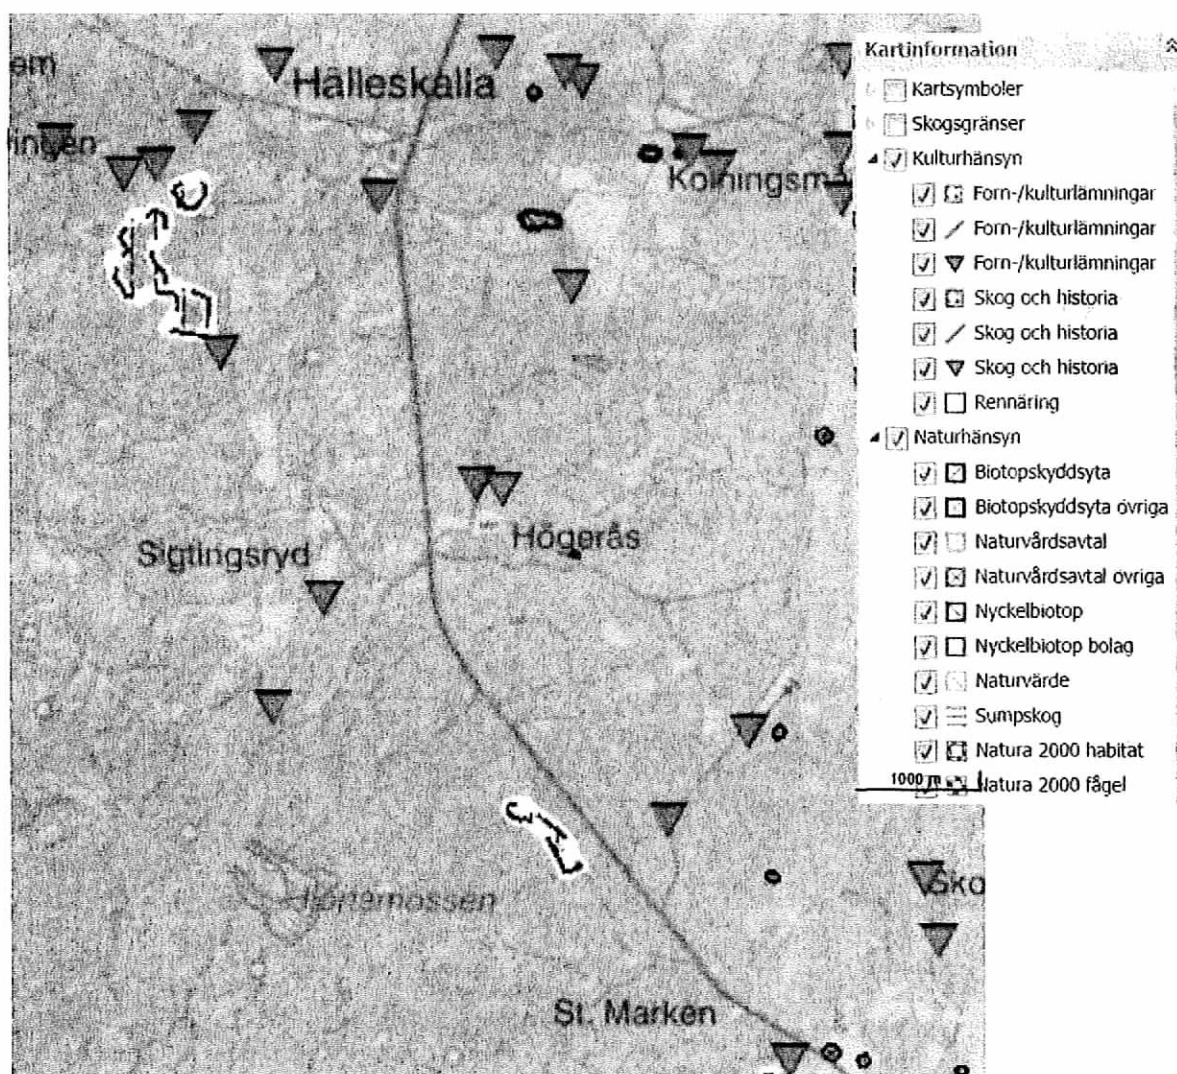 Hälleskalla
Högerås
Sigtingsryd
St. Marken
Kartinformation
Kartsymboler
Skogsgränser
Kulturhänsyn
Forn-/kulturlämningar
Forn-/kulturlämningar
Forn-/kulturlämningar
Skog och historia
Skog och historia
Skog och historia
Rennäring
Naturhänsyn
Biotopskyddsyta
Biotopskyddsyta övriga
Naturvårdsavtal
Naturvårdsavtal övriga
Nyckelbiotop
Nyckelbiotop bolag
Naturvärde
Sumpskog
Natura 2000 habitat
Natura 2000 fågel
1000 m